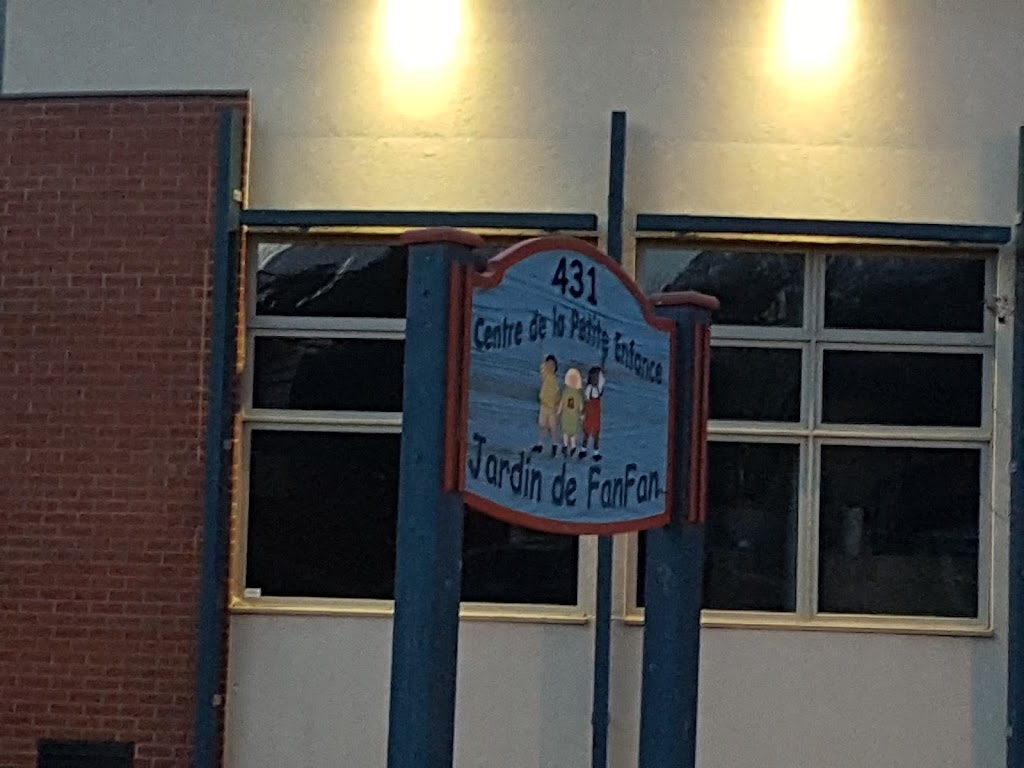 431
Centre de la Petite Enfance
Jardin de FanFan